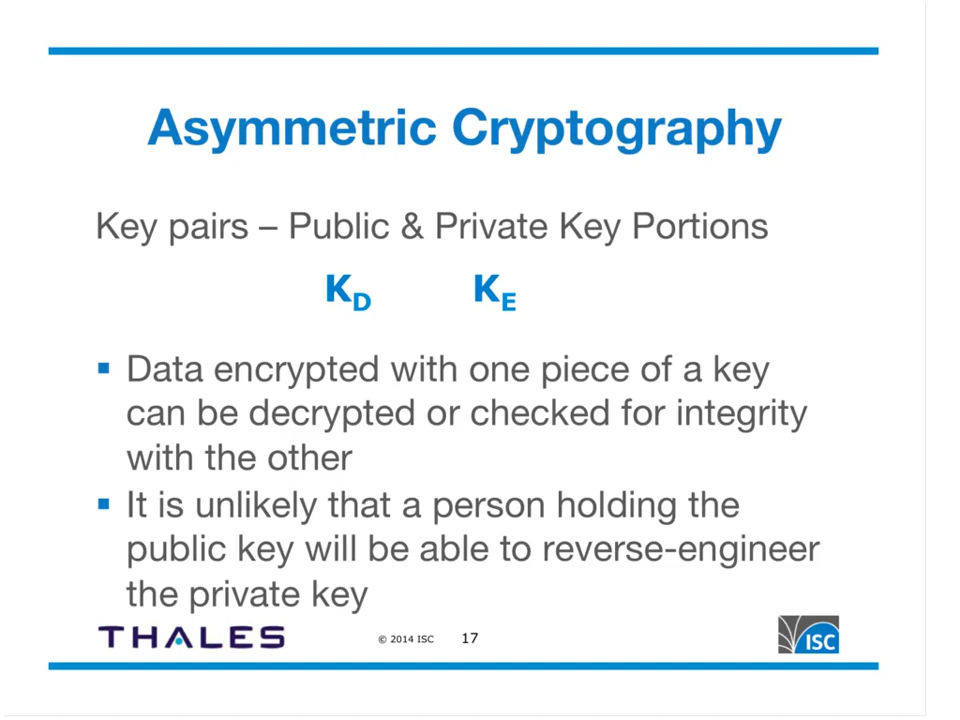 Asymmetric Cryptography
Key pairs – Public & Private Key Portions
KD KE
▪ Data encrypted with one piece of a key
can be decrypted or checked for integrity
with the other
▪ It is unlikely that a person holding the
public key will be able to reverse-engineer
the private key
THALES © 2014 ISC 17 ISC